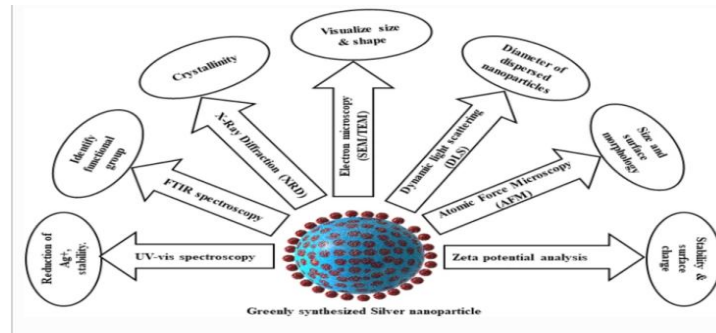 Visualize size
& shape
Crystallinity
Diameter of
dispersed
nanoparticles
Identify
functional
group
Size and
surface
morphology
Reduction of
Ag+,
stability.
Stability &
surface
charge
UV-vis spectroscopy
FTIR spectroscopy
X-Ray Diffraction (XRD)
Electron microscopy
(SEM/TEM)
Dynamic light scattering
(DLS)
Atomic Force Microscopy
(AFM)
Zeta potential analysis
Greenly synthesized Silver nanoparticle